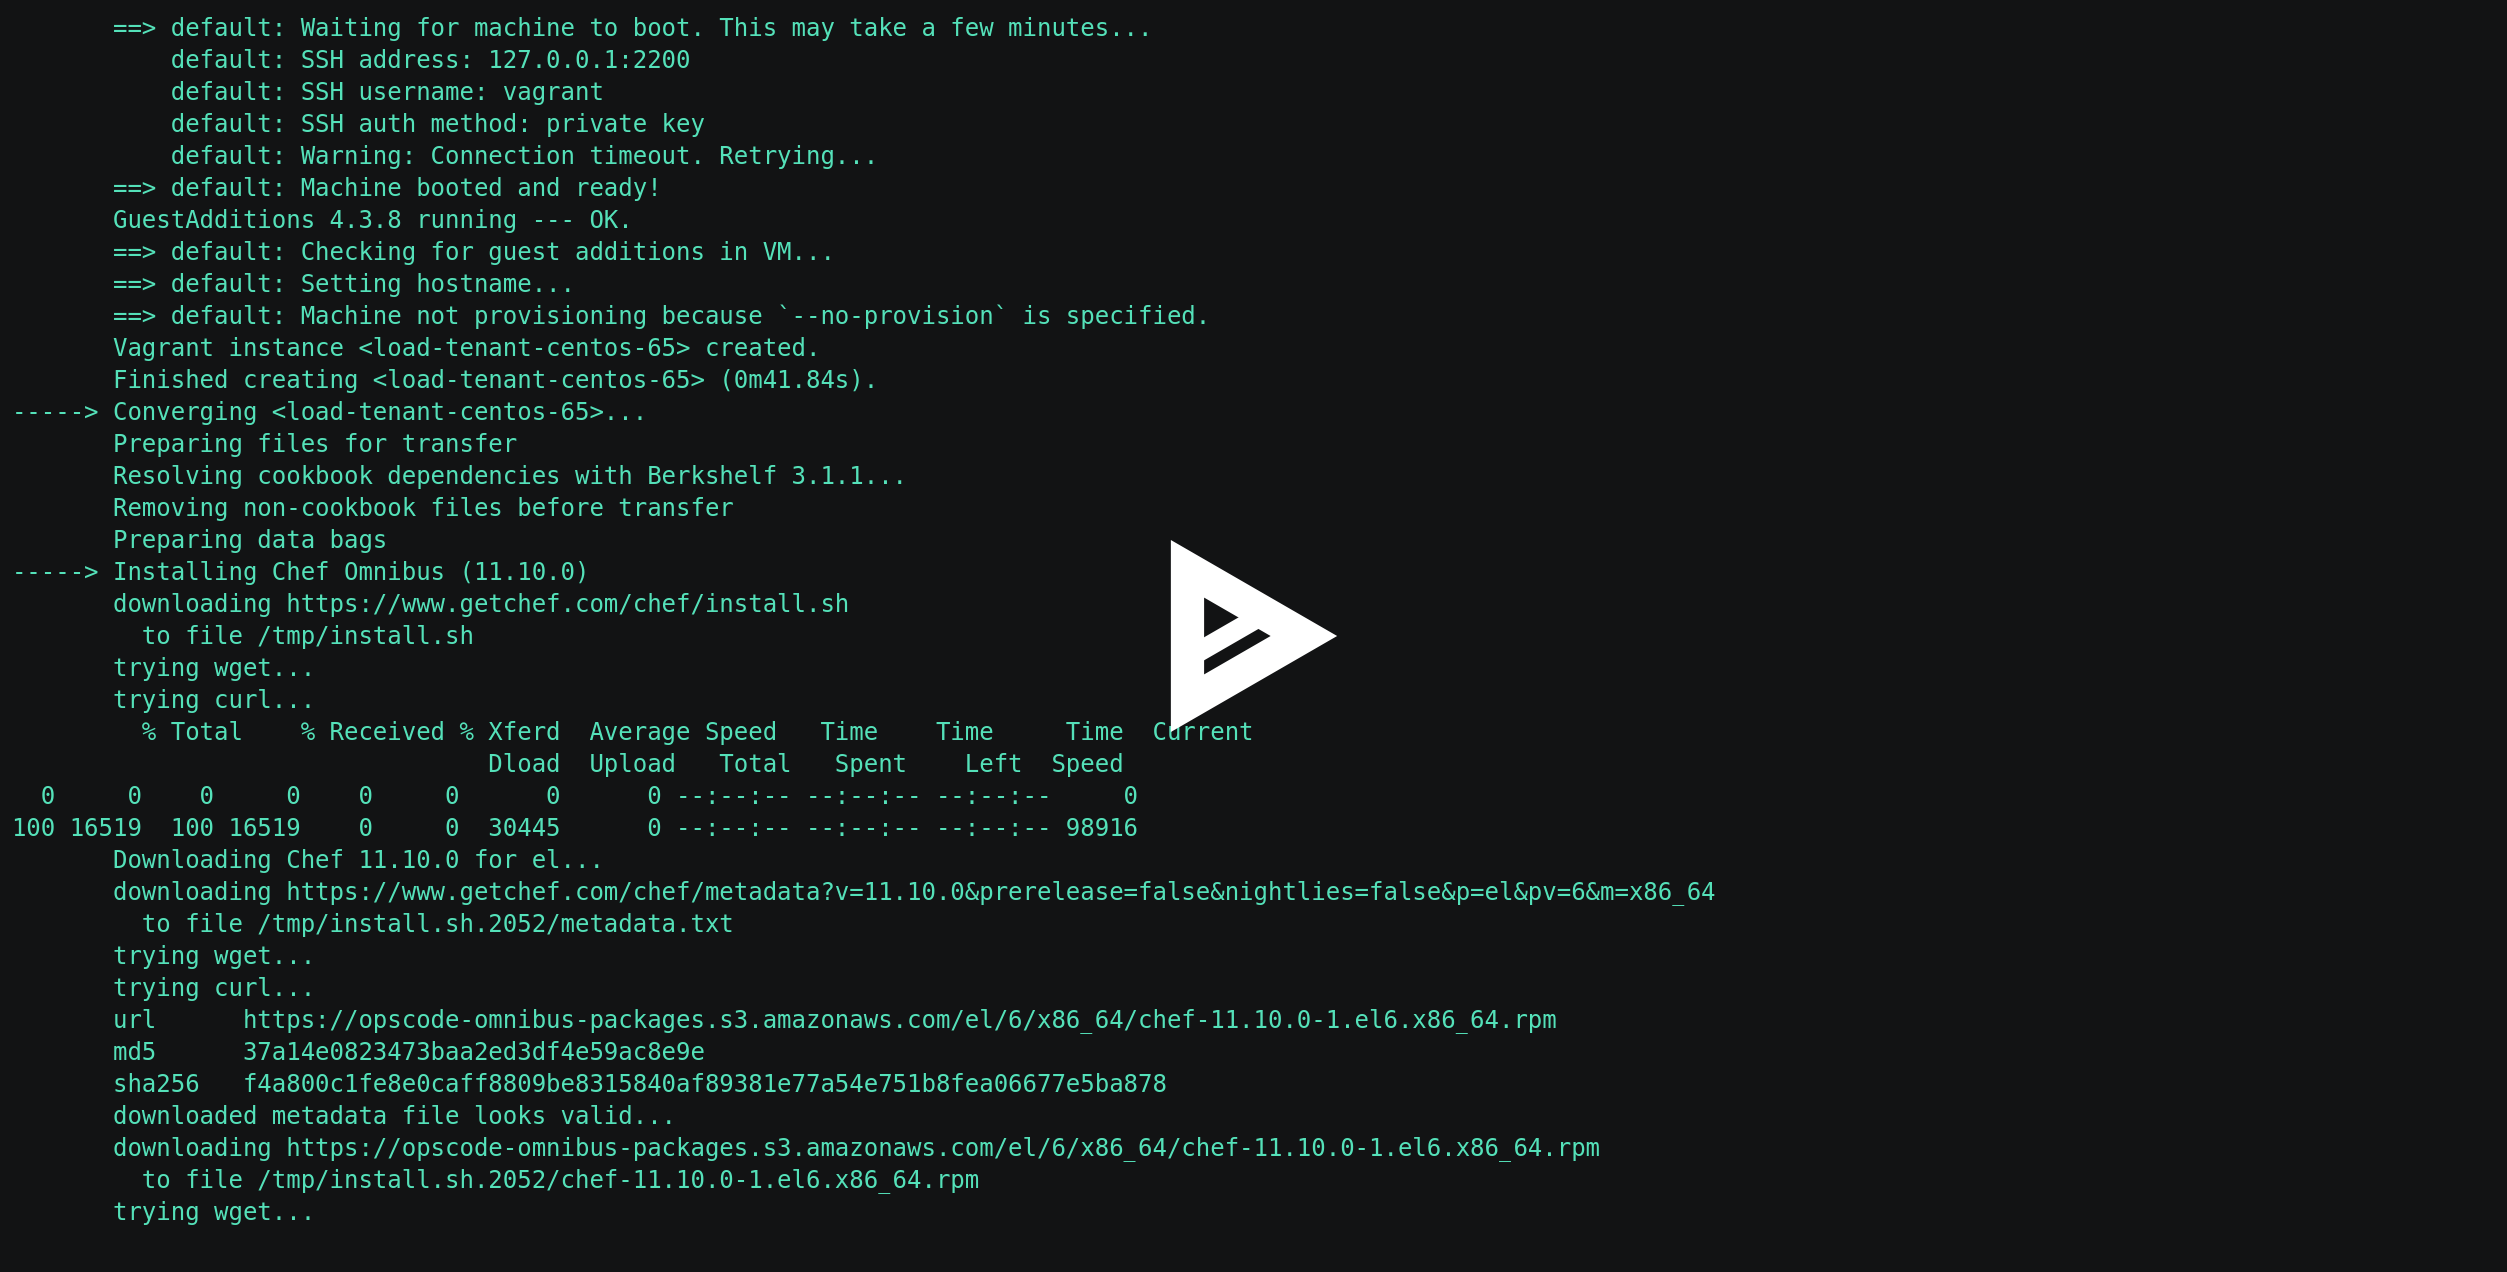 ==> default: Waiting for machine to boot. This may take a few minutes...
default: SSH address: 127.0.0.1:2200
default: SSH username: vagrant
default: SSH auth method: private key
default: Warning: Connection timeout. Retrying...
==> default: Machine booted and ready!
GuestAdditions 4.3.8 running --- OK.
==> default: Checking for guest additions in VM...
==> default: Setting hostname...
==> default: Machine not provisioning because `--no-provision` is specified.
Vagrant instance <load-tenant-centos-65> created.
Finished creating <load-tenant-centos-65> (0m41.84s).
-----> Converging <load-tenant-centos-65>...
Preparing files for transfer
Resolving cookbook dependencies with Berkshelf 3.1.1...
Removing non-cookbook files before transfer
Preparing data bags
-----> Installing Chef Omnibus (11.10.0)
downloading https://www.getchef.com/chef/install.sh
to file /tmp/install.sh
trying wget...
trying curl...
% Total    % Received % Xferd  Average Speed   Time    Time     Time  Current
Dload  Upload   Total   Spent    Left  Speed
0     0    0     0    0     0      0      0 --:--:-- --:--:-- --:--:--     0
100 16519  100 16519    0     0  30445      0 --:--:-- --:--:-- --:--:-- 98916
Downloading Chef 11.10.0 for el...
downloading https://www.getchef.com/chef/metadata?v=11.10.0&prerelease=false&nightlies=false&p=el&pv=6&m=x86_64
to file /tmp/install.sh.2052/metadata.txt
trying wget...
trying curl...
url      https://opscode-omnibus-packages.s3.amazonaws.com/el/6/x86_64/chef-11.10.0-1.el6.x86_64.rpm
md5      37a14e0823473baa2ed3df4e59ac8e9e
sha256   f4a800c1fe8e0caff8809be8315840af89381e77a54e751b8fea06677e5ba878
downloaded metadata file looks valid...
downloading https://opscode-omnibus-packages.s3.amazonaws.com/el/6/x86_64/chef-11.10.0-1.el6.x86_64.rpm
to file /tmp/install.sh.2052/chef-11.10.0-1.el6.x86_64.rpm
trying wget...